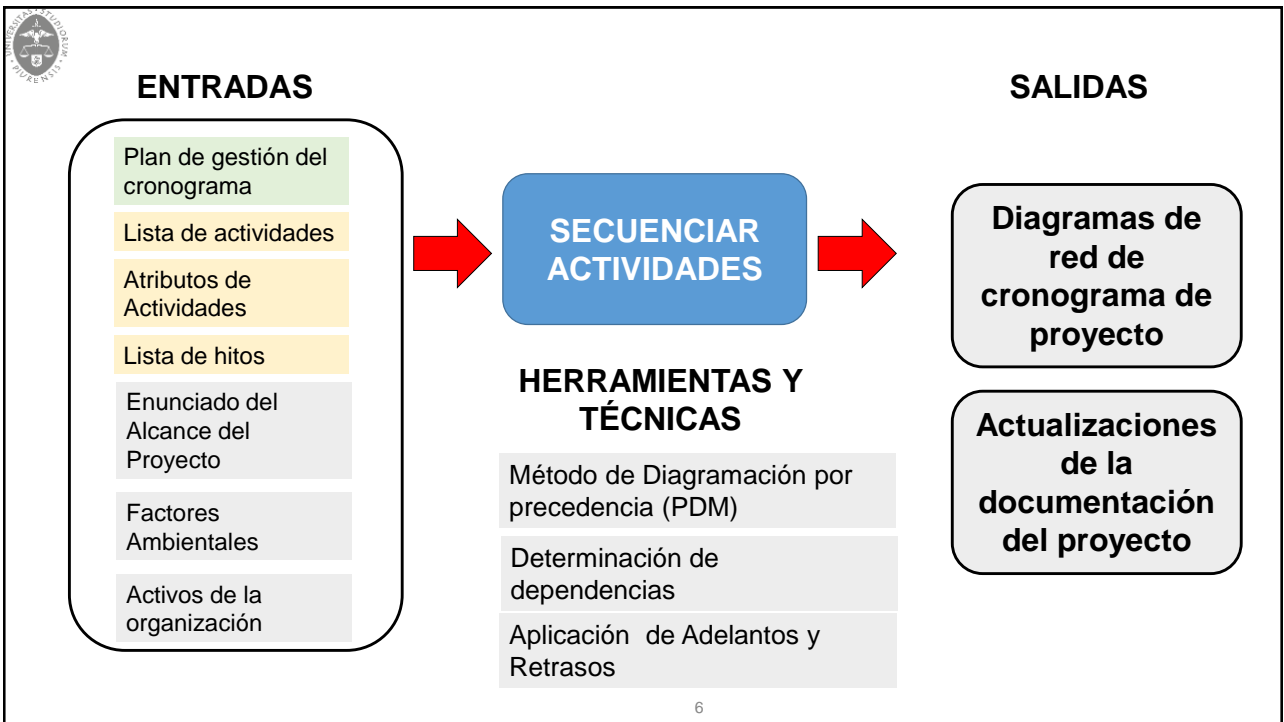 UNIVERSITAS STUDIORUM PIURENSIS
ENTRADAS
Plan de gestión del
cronograma
Lista de actividades
Atributos de
Actividades
Lista de hitos
Enunciado del
Alcance del
Proyecto
Factores
Ambientales
Activos de la
organización
SECUENCIAR
ACTIVIDADES
HERRAMIENTAS Y
TÉCNICAS
Método de Diagramación por
precedencia (PDM)
Determinación de
dependencias
Aplicación de Adelantos y
Retrasos
SALIDAS
Diagramas de
red de
cronograma de
proyecto
Actualizaciones
de la
documentación
del proyecto
6